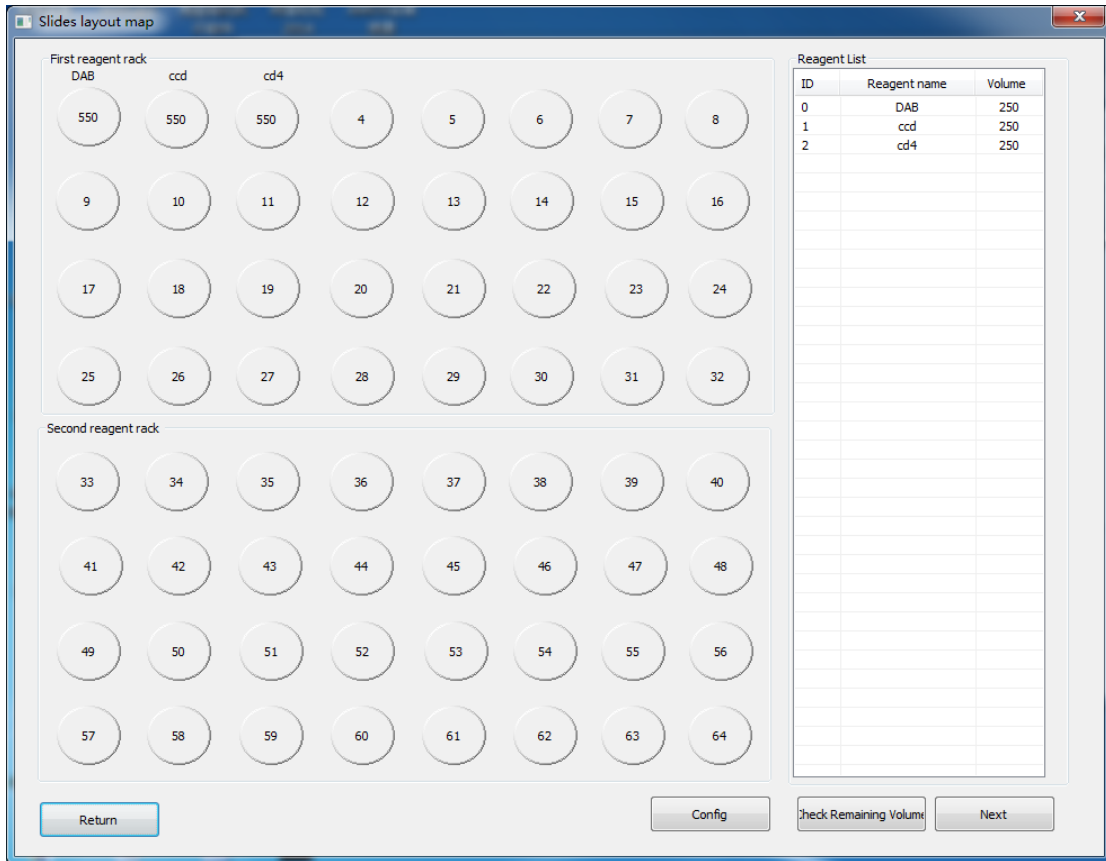 Slides layout map
First reagent rack
DAB ccd cd4
550 550 550 4 5 6 7 8
9 10 11 12 13 14 15 16
17 18 19 20 21 22 23 24
25 26 27 28 29 30 31 32
Second reagent rack
33 34 35 36 37 38 39 40
41 42 43 44 45 46 47 48
49 50 51 52 53 54 55 56
57 58 59 60 61 62 63 64
Reagent List
ID Reagent name Volume
0 DAB 250
1 ccd 250
2 cd4 250
Return Config Remaining Next